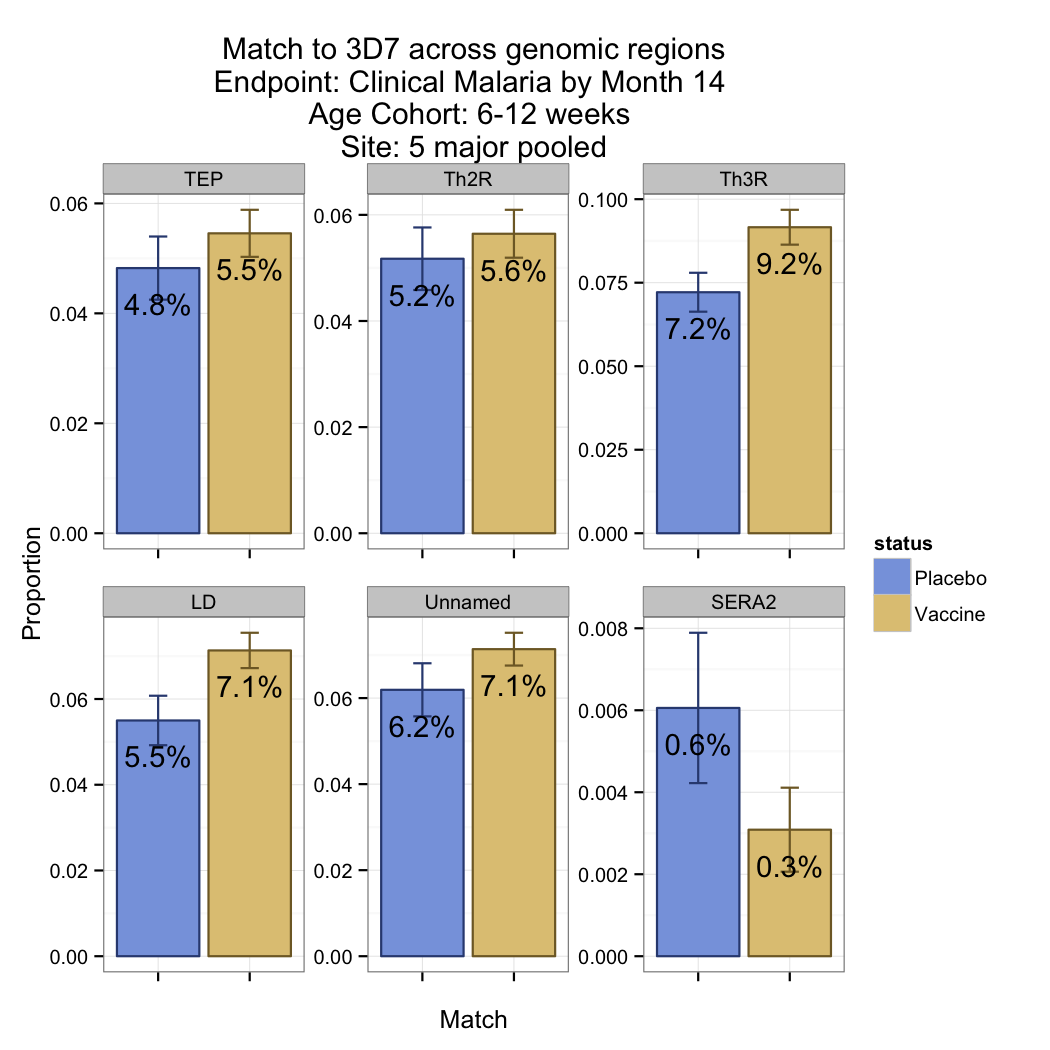 Match to 3D7 across genomic regions
Endpoint: Clinical Malaria by Month 14
Age Cohort: 6-12 weeks
Site: 5 major pooled
TEP
Th2R
Th3R
0.06
0.04
0.02
0.00
4.8%
5.5%
0.06
0.04
0.02
0.00
5.2%
5.6%
0.100
0.075
0.050
0.025
0.000
7.2%
9.2%
LD
Unnamed
SERA2
0.06
0.04
0.02
0.00
5.5%
7.1%
0.06
0.04
0.02
0.00
6.2%
7.1%
0.008
0.006
0.004
0.002
0.000
0.6%
0.3%
Proportion
Match
status
Placebo
Vaccine